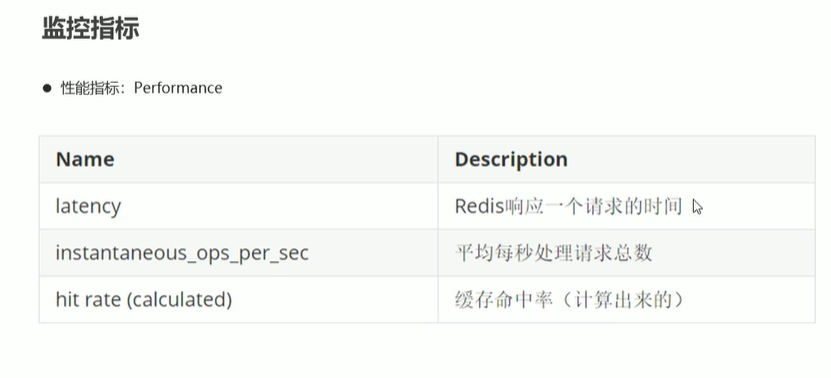 监控指标
● 性能指标：Performance
Name Description
latency Redis响应一个请求的时间
instantaneous_ops_per_sec 平均每秒处理请求总数
hit rate (calculated) 缓存命中率（计算出来的）